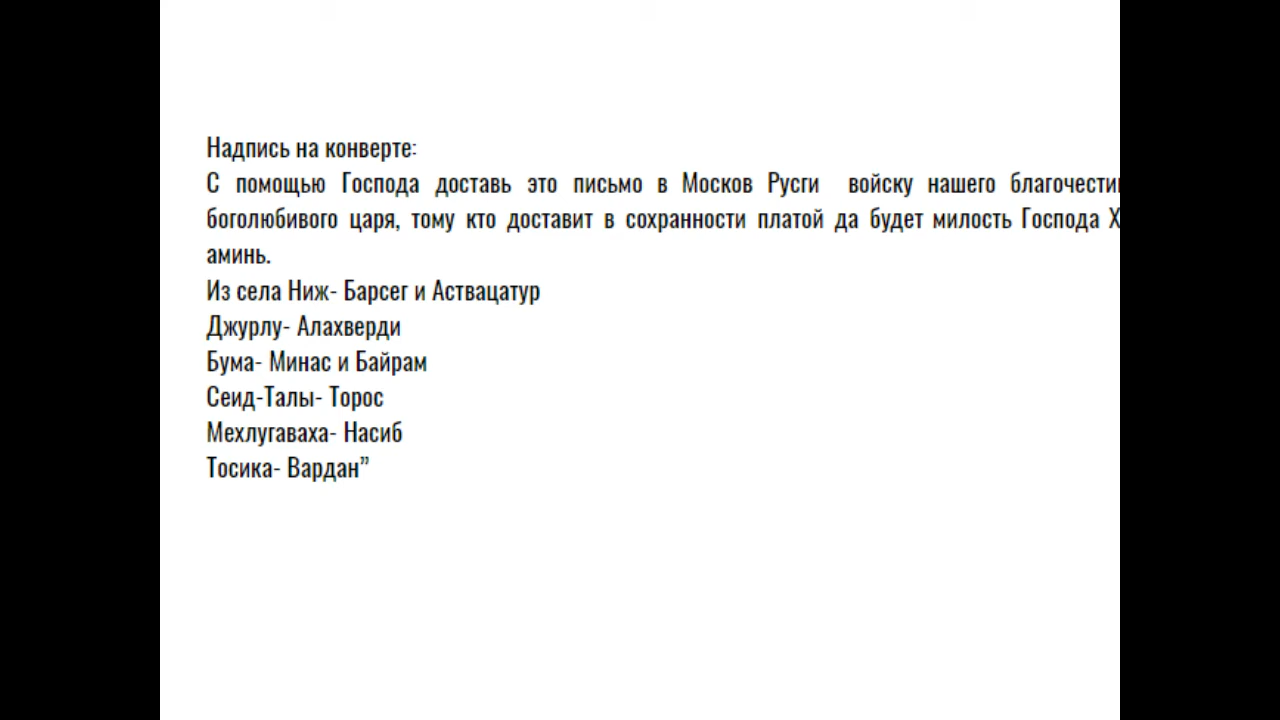 Надпись на конверте:
С помощью Господа доставь это письмо в Москов Русги войску нашего
боголюбивого царя, тому кто доставит в сохранности платой да будет милость Господа
аминь.
Из села Ниж- Барсег и Аствацатур
Джурлу- Алахверди
Бума- Минас и Байрам
Сеид-Талы- Торос
Мехлугаваха- Насиб
Тосика- Вардан”